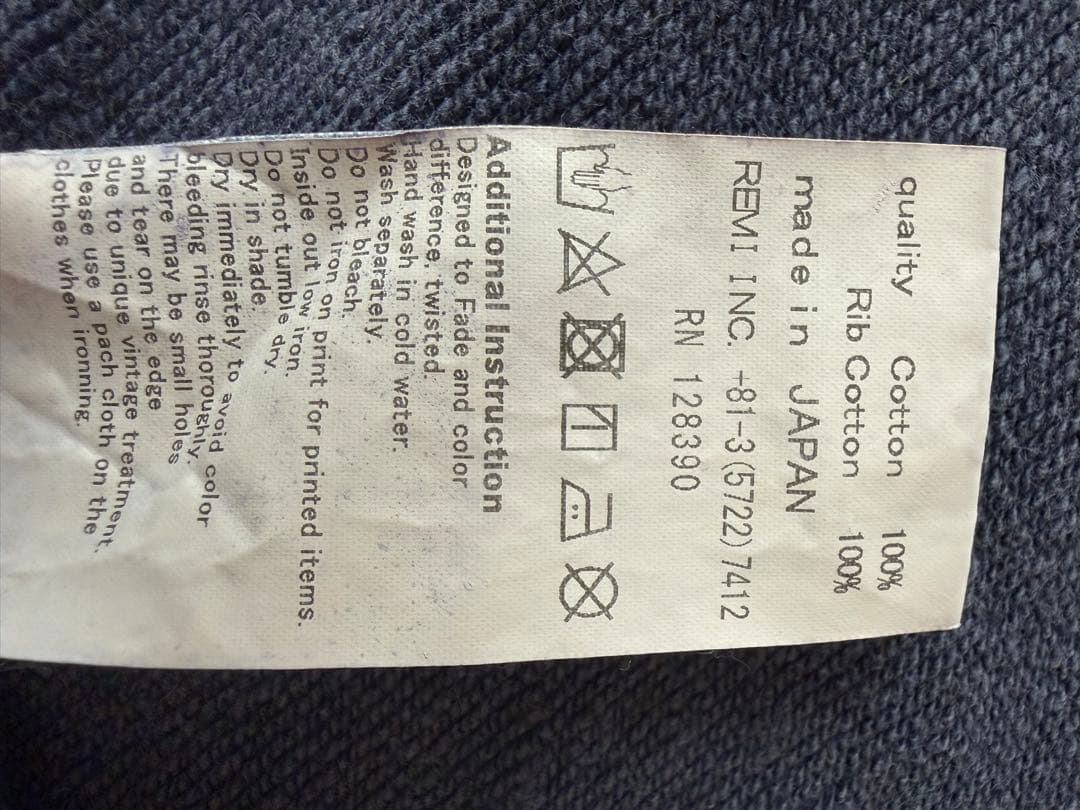 quality Cotton 100%
Rib Cotton 100%
made in JAPAN
REMI INC. +81-3(5722)7412
RN 128390
Additional Instruction
Designed to Fade and color
difference, twisted.
Hand wash in cold water.
Wash separately.
Do not bleach.
Do not iron on print for printed items.
Inside out low iron.
Do not tumble dry.
Dry in shade.
Dry immediately to avoid color
bleeding rinse thoroughly.
There may be small holes
and tear on the edge
due to unique vintage treatment.
Please use a pach cloth on the
clothes when ironning.